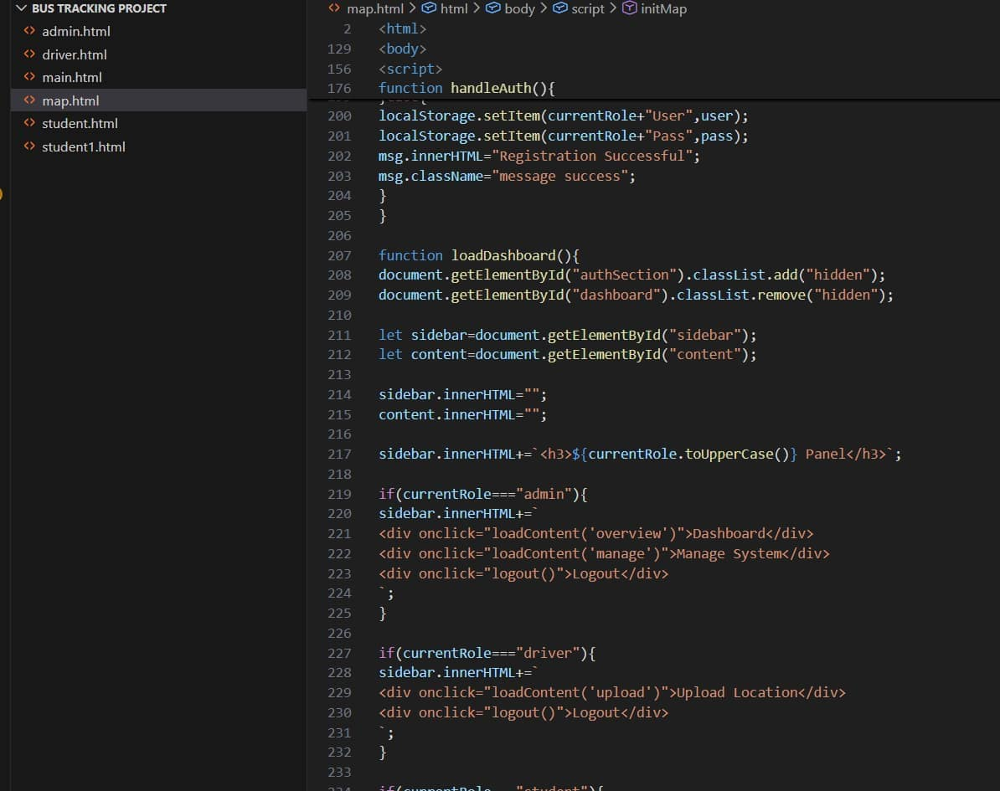 BUS TRACKING PROJECT
admin.html
driver.html
main.html
map.html
student.html
student1.html
map.html > html > body > script > initMap
2 <html>
129 <body>
156 <script>
176 function handleAuth(){
200 localStorage.setItem(currentRole+"User",user);
201 localStorage.setItem(currentRole+"Pass",pass);
202 msg.innerHTML="Registration Successful";
203 msg.className="message success";
204 }
205 }
206
207 function loadDashboard(){
208 document.getElementById("authSection").classList.add("hidden");
209 document.getElementById("dashboard").classList.remove("hidden");
210
211 let sidebar=document.getElementById("sidebar");
212 let content=document.getElementById("content");
213
214 sidebar.innerHTML="";
215 content.innerHTML="";
216
217 sidebar.innerHTML+=`<h3>${currentRole.toUpperCase()} Panel</h3>`;
218
219 if(currentRole==="admin"){
220 sidebar.innerHTML+=`
221 <div onclick="loadContent('overview')">Dashboard</div>
222 <div onclick="loadContent('manage')">Manage System</div>
223 <div onclick="logout()">Logout</div>
224 `;
225 }
226
227 if(currentRole==="driver"){
228 sidebar.innerHTML+=`
229 <div onclick="loadContent('upload')">Upload Location</div>
230 <div onclick="logout()">Logout</div>
231 `;
232 }
233